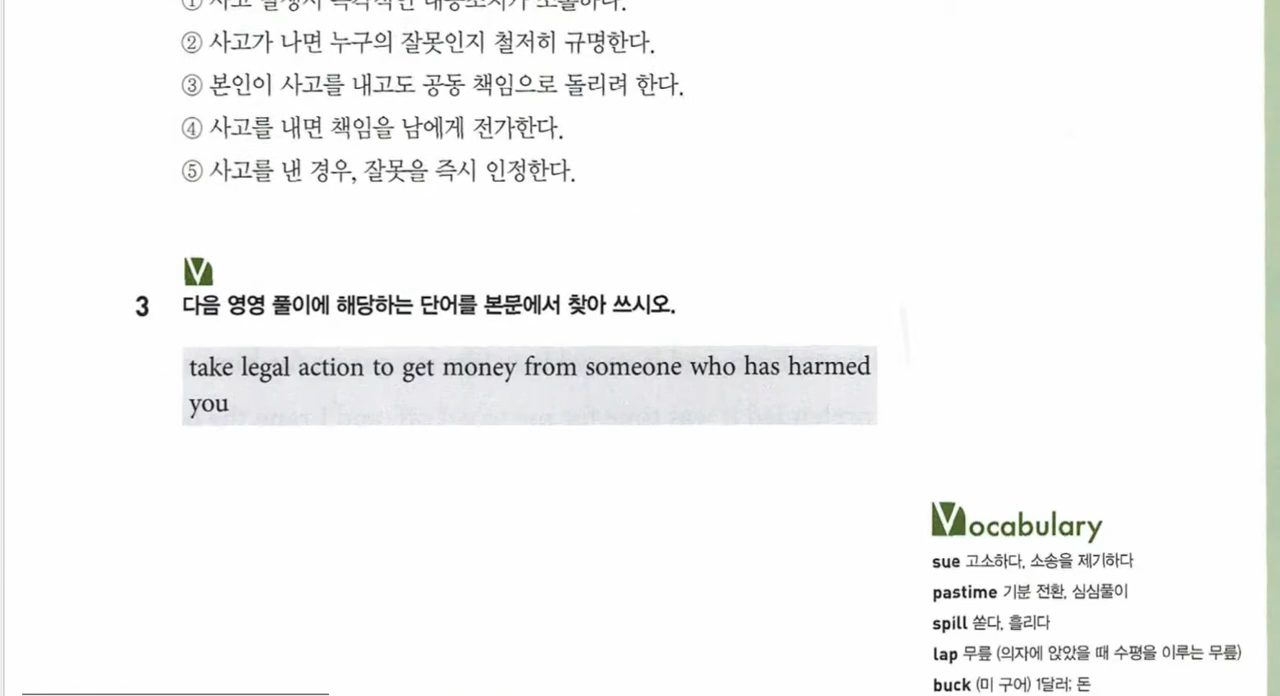 ② 사고가 나면 누구의 잘못인지 철저히 규명한다.
③ 본인이 사고를 내고도 공동 책임으로 돌리려 한다.
④ 사고를 내면 책임을 남에게 전가한다.
⑤ 사고를 낸 경우, 잘못을 즉시 인정한다.
V
3 다음 영영 풀이에 해당하는 단어를 본문에서 찾아 쓰시오.
take legal action to get money from someone who has harmed
you
Vocabulary
sue 고소하다, 소송을 제기하다
pastime 기분 전환, 심심풀이
spill 쏟다, 흘리다
lap 무릎 (의자에 앉았을 때 수평을 이루는 무릎)
buck (미 구어) 1달러; 돈